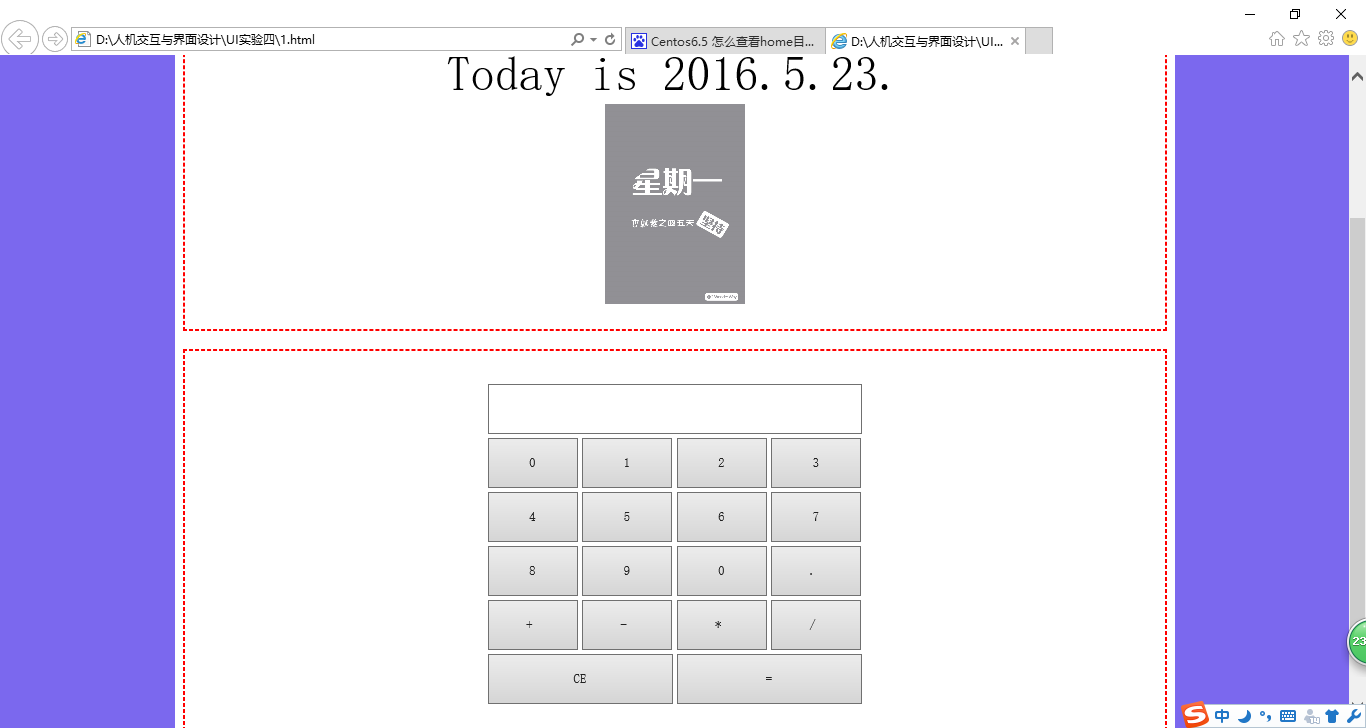 D:\人机交互与界面设计\UI实验四\1.html
Centos6.5 怎么查看home目...
D:\人机交互与界面设计\UI...
Today is 2016.5.23.
星期一
坚持
0 1 2 3
4 5 6 7
8 9 0 .
+ - * /
CE =
23
S 中